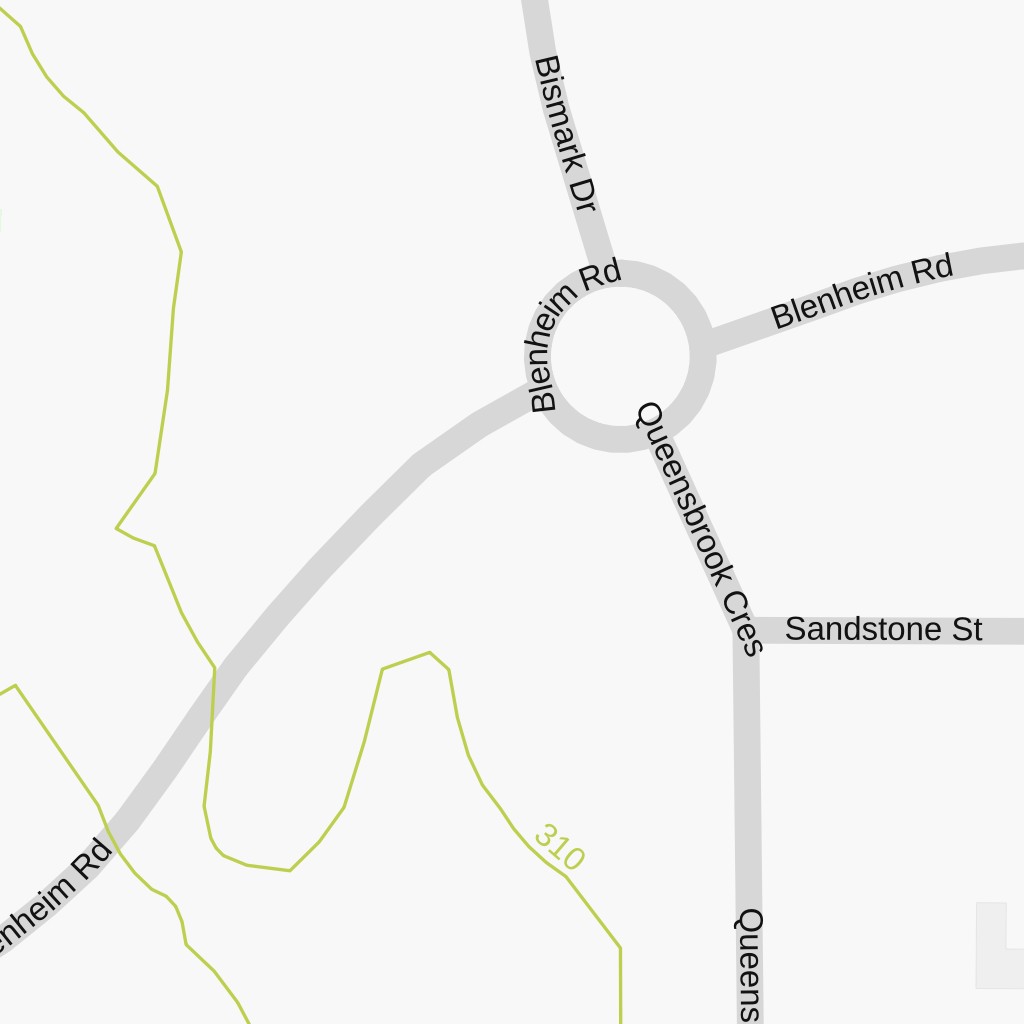 Bismark Dr
Blenheim Rd
Blenheim Rd
Queensbrook Cres
Sandstone St
310
enheim Rd
Queens